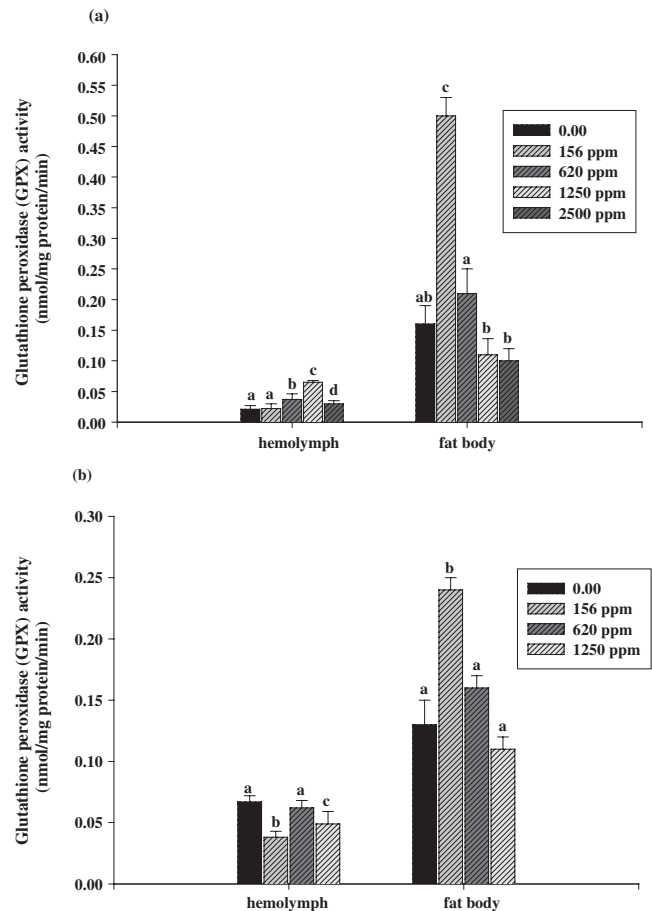 (a)
Glutathione peroxidase (GPX) activity
(nmol/mg protein/min)
0.60
0.55
0.50
0.45
0.40
0.35
0.30
0.25
0.20
0.15
0.10
0.05
0.00
a a b c d
ab c a b b
hemolymph fat body
0.00
156 ppm
620 ppm
1250 ppm
2500 ppm
(b)
Glutathione peroxidase (GPX) activity
(nmol/mg protein/min)
0.30
0.25
0.20
0.15
0.10
0.05
0.00
a b a c
a b a a
hemolymph fat body
0.00
156 ppm
620 ppm
1250 ppm